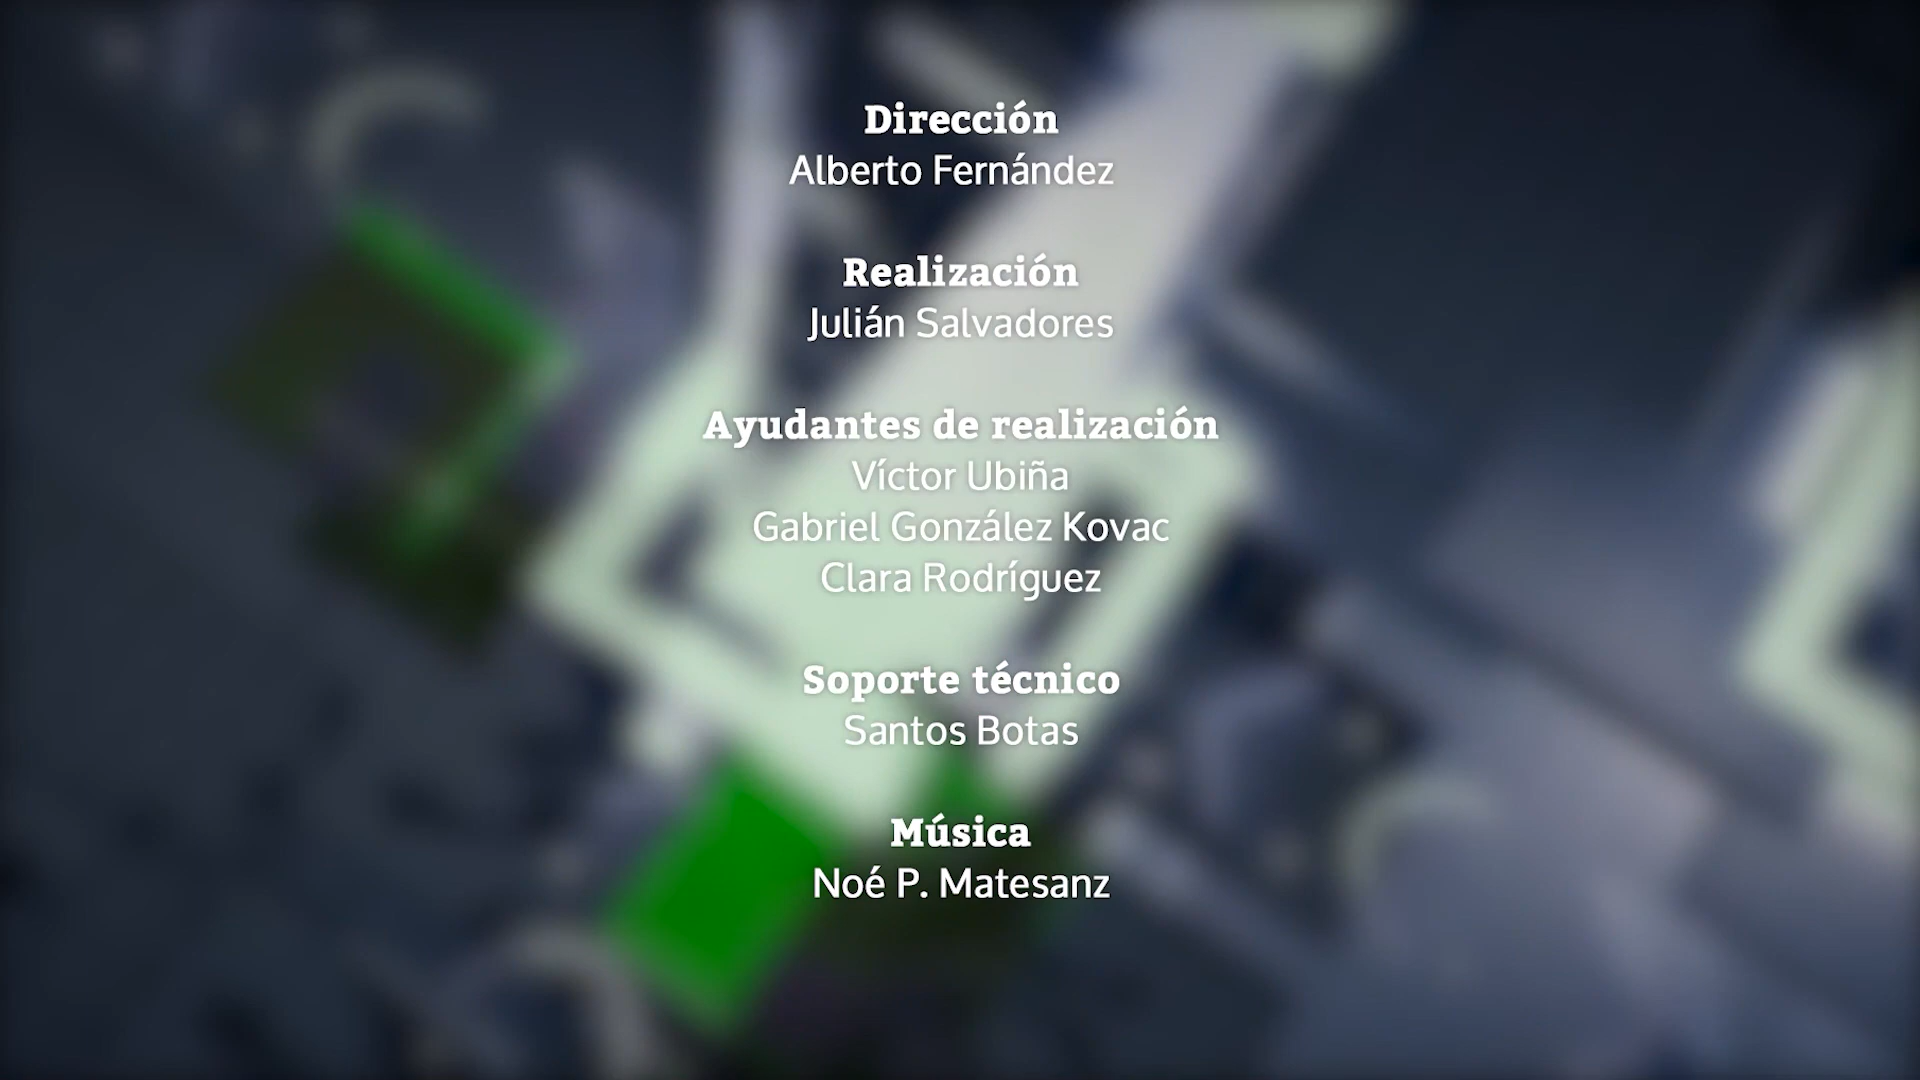 Dirección
Alberto Fernández
Realización
Julián Salvadores
Ayudantes de realización
Víctor Ubiña
Gabriel González Kovac
Clara Rodríguez
Soporte técnico
Santos Botas
Música
Noé P. Matesanz